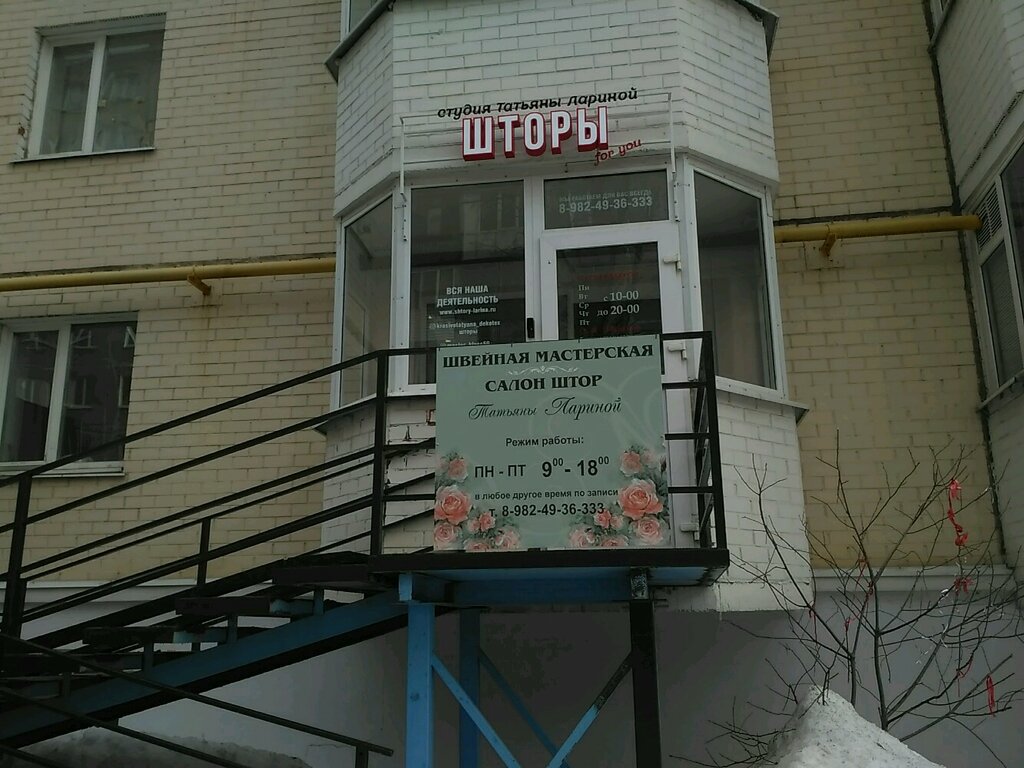 студия татьяны лариной
ШТОРЫ
for you
8-982-49-36-333
ВСЯ НАША
ДЕЯТЕЛЬНОСТЬ
www.shtory-larina.ru
шторы
Пн
Вт
Ср
Чт
Пт
с 10-00
до 20-00
ШВЕЙНАЯ МАСТЕРСКАЯ
САЛОН ШТОР
Татьяны Лариной
Режим работы:
ПН - ПТ 9⁰⁰ - 18⁰⁰
в любое другое время по записи
т. 8-982-49-36-333